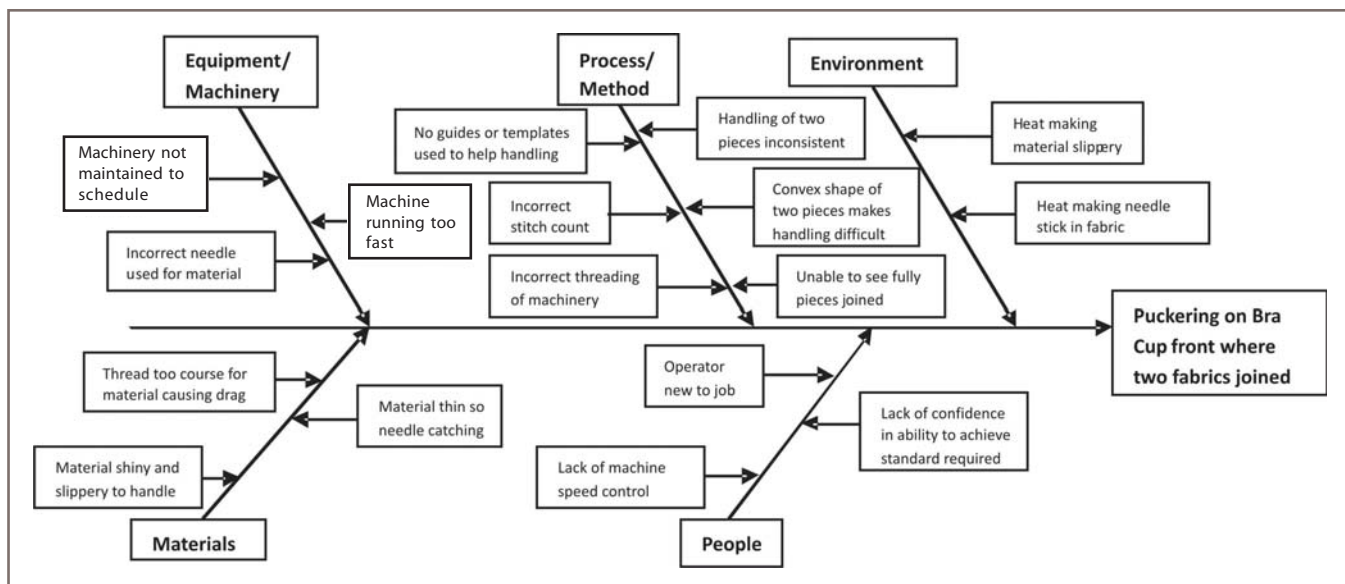 Equipment/
Machinery
Process/
Method
Environment
Machinery not
maintained to
schedule
Machine
running too
fast
Incorrect needle
used for material
No guides or templates
used to help handling
Handling of two
pieces inconsistent
Incorrect
stitch count
Convex shape of
two pieces makes
handling difficult
Incorrect threading
of machinery
Unable to see fully
pieces joined
Heat making
material slippery
Heat making needle
stick in fabric
Puckering on Bra
Cup front where
two fabrics joined
Thread too course for
material causing drag
Material thin so
needle catching
Material shiny and
slippery to handle
Materials
Operator
new to job
Lack of confidence
in ability to achieve
standard required
Lack of machine
speed control
People